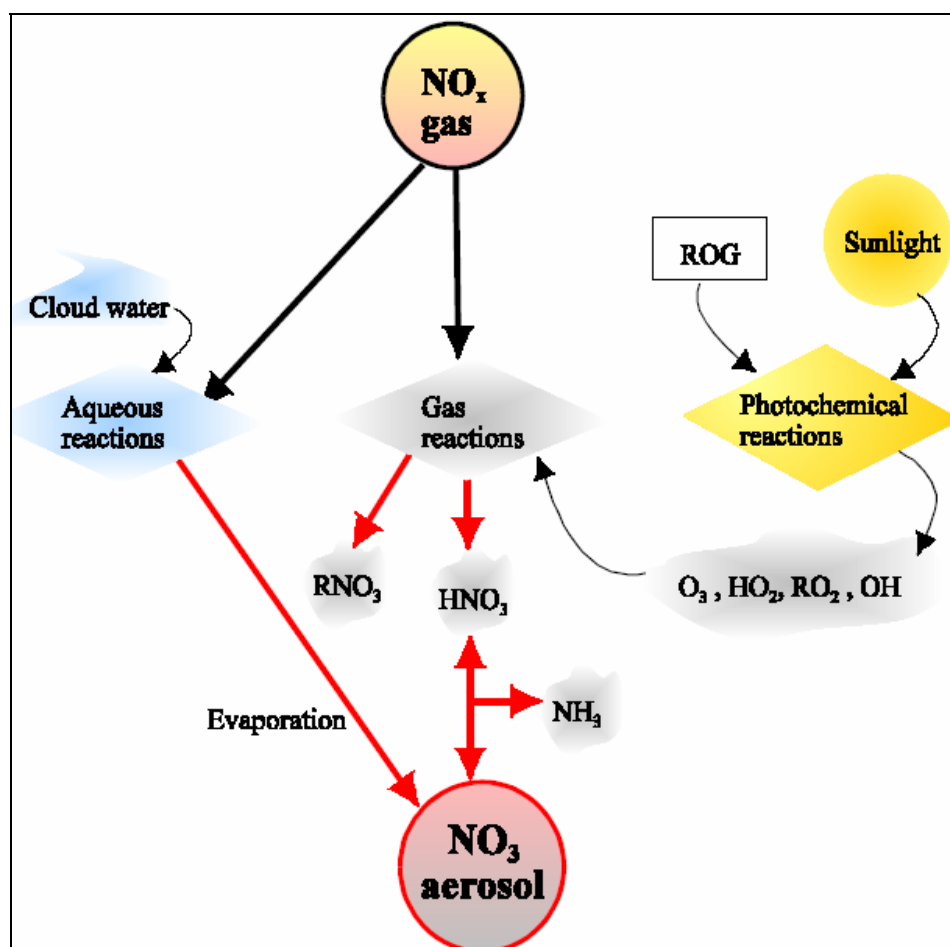 NOₓ
gas
ROG
Sunlight
Cloud water
Aqueous
reactions
Gas
reactions
Photochemical
reactions
RNO₃
HNO₃
O₃ , HO₂, RO₂ , OH
Evaporation
NH₃
NO₃
aerosol